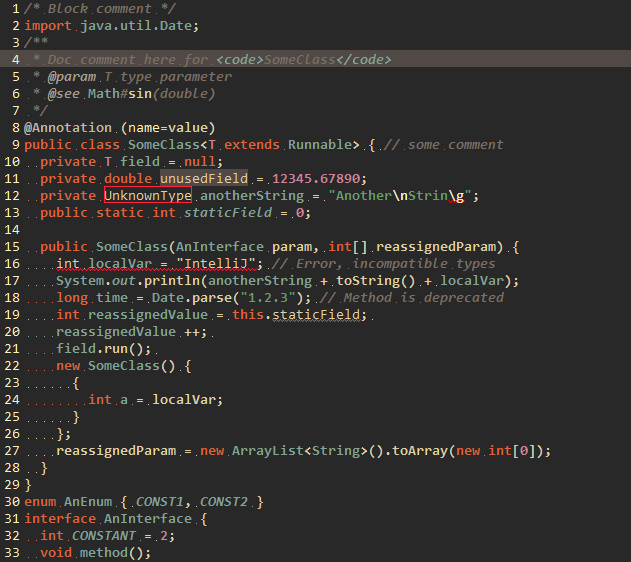 1 /* Block comment */
2 import java.util.Date;
3 /**
4  * Doc comment here for <code>SomeClass</code>
5  * @param T type parameter
6  * @see Math#sin(double)
7  */
8 @Annotation (name=value)
9 public class SomeClass<T extends Runnable> { // some comment
10   private T field = null;
11   private double unusedField = 12345.67890;
12   private UnknownType anotherString = "Another\nStrin\g";
13   public static int staticField = 0;
14
15   public SomeClass(AnInterface param, int[] reassignedParam) {
16     int localVar = "IntelliJ"; // Error, incompatible types
17     System.out.println(anotherString + toString() + localVar);
18     long time = Date.parse("1.2.3"); // Method is deprecated
19     int reassignedValue = this.staticField;
20     reassignedValue ++;
21     field.run();
22     new SomeClass() {
23       {
24         int a = localVar;
25       }
26     };
27     reassignedParam = new ArrayList<String>().toArray(new int[0]);
28   }
29 }
30 enum AnEnum { CONST1, CONST2 }
31 interface AnInterface {
32   int CONSTANT = 2;
33   void method();